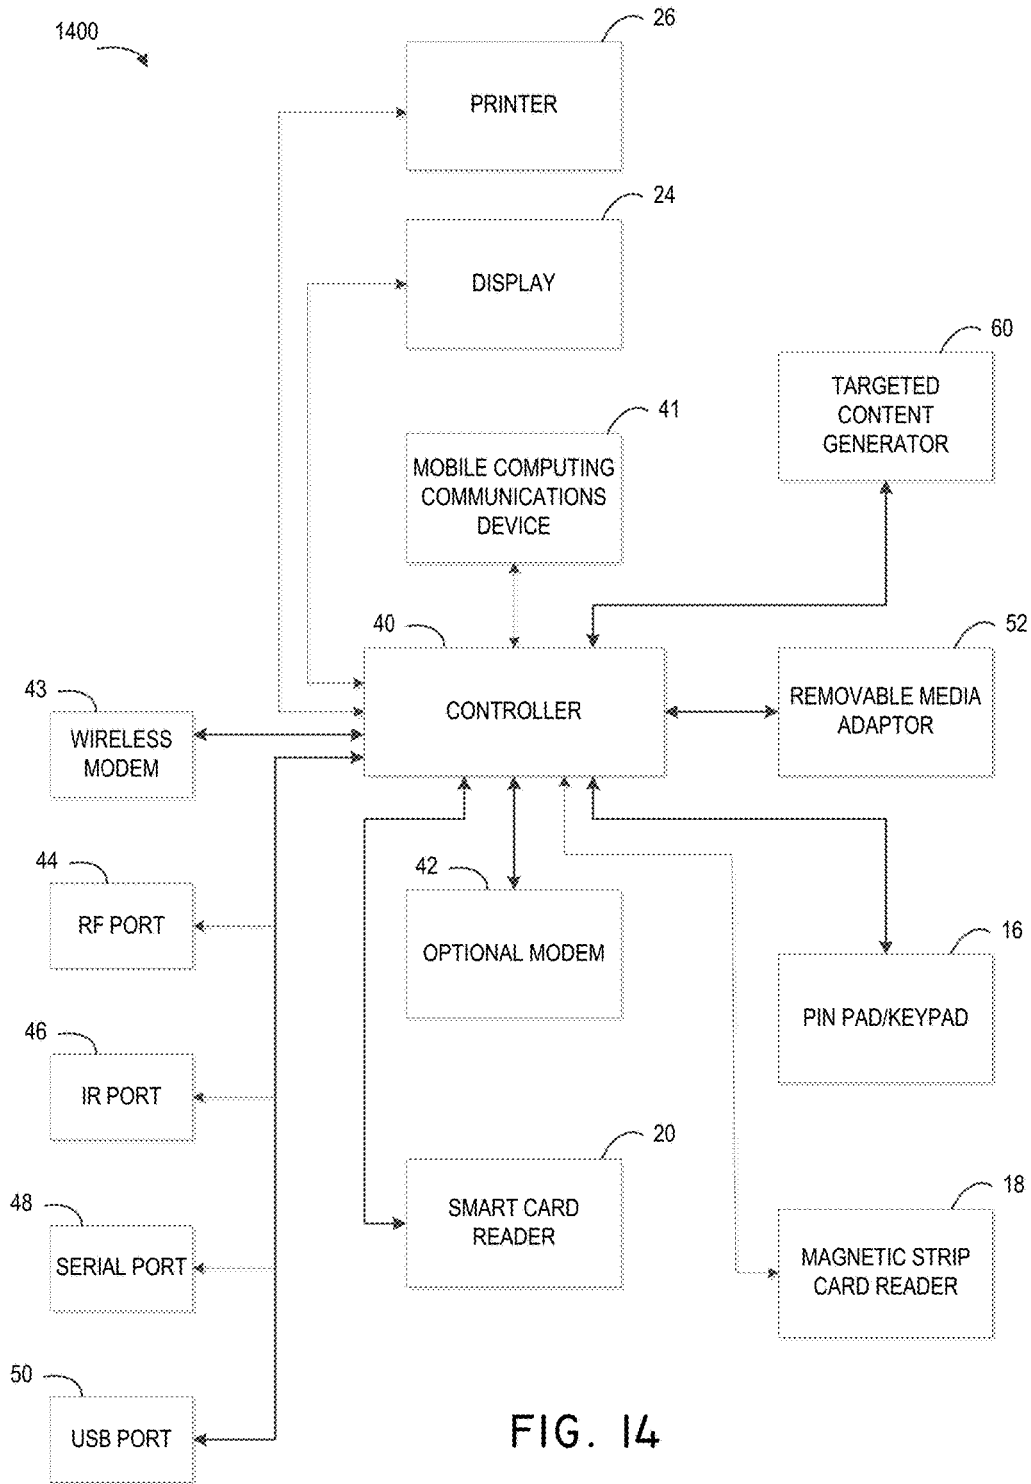 1400
26
PRINTER
24
DISPLAY
60
TARGETED
CONTENT
GENERATOR
41
MOBILE COMPUTING
COMMUNICATIONS
DEVICE
40
CONTROLLER
52
REMOVABLE MEDIA
ADAPTOR
43
WIRELESS
MODEM
44
RF PORT
42
OPTIONAL MODEM
16
PIN PAD/KEYPAD
46
IR PORT
20
SMART CARD
READER
18
MAGNETIC STRIP
CARD READER
48
SERIAL PORT
50
USB PORT
FIG. 14